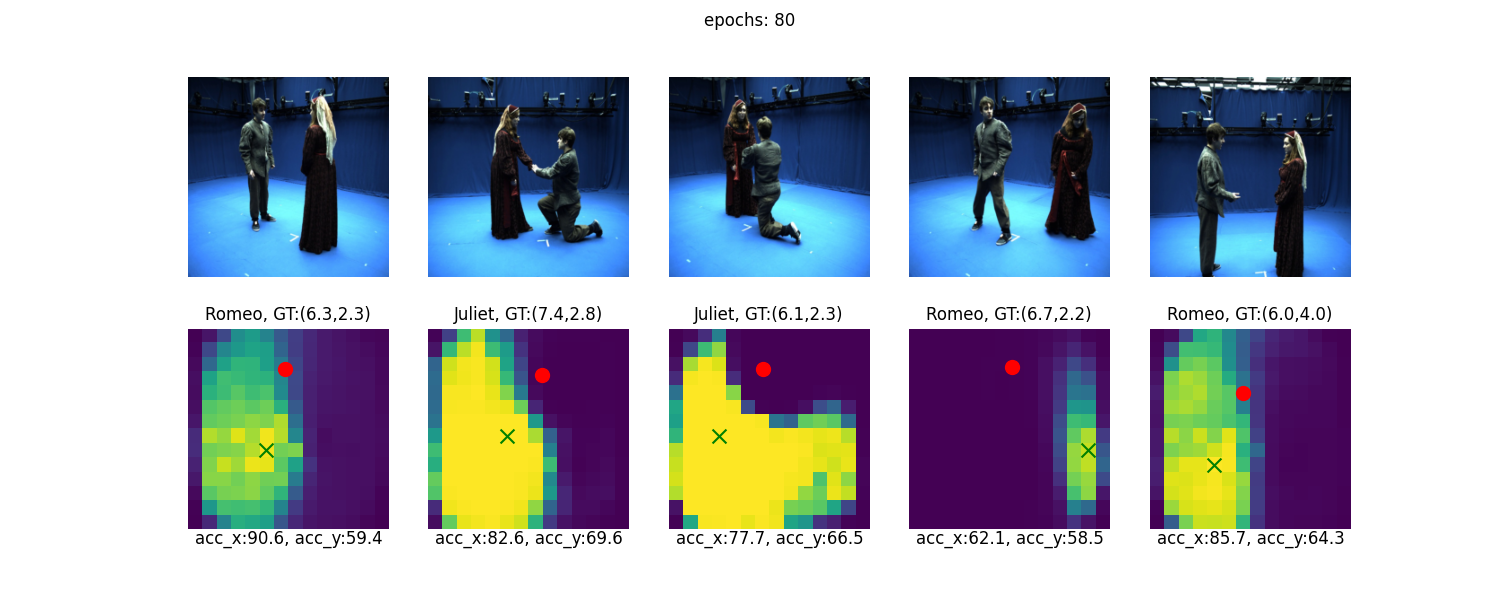 epochs: 80
Romeo, GT:(6.3,2.3)
Juliet, GT:(7.4,2.8)
Juliet, GT:(6.1,2.3)
Romeo, GT:(6.7,2.2)
Romeo, GT:(6.0,4.0)
acc_x:90.6, acc_y:59.4
acc_x:82.6, acc_y:69.6
acc_x:77.7, acc_y:66.5
acc_x:62.1, acc_y:58.5
acc_x:85.7, acc_y:64.3